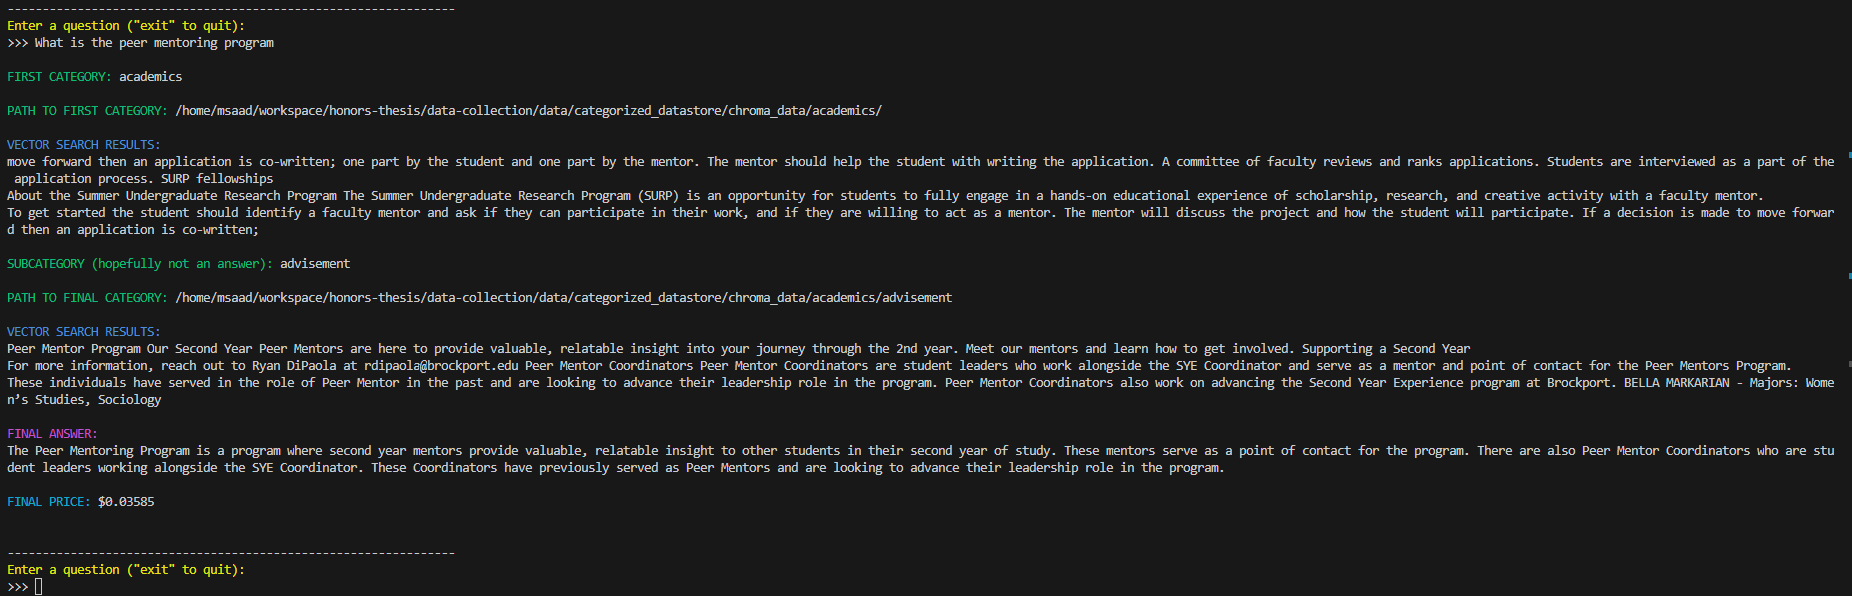 ----------------------------------------------------------------
Enter a question ("exit" to quit):
>>> What is the peer mentoring program
FIRST CATEGORY: academics
PATH TO FIRST CATEGORY: /home/msaad/workspace/honors-thesis/data-collection/data/categorized_datastore/chroma_data/academics/
VECTOR SEARCH RESULTS:
move forward then an application is co-written; one part by the student and one part by the mentor. The mentor should help the student with writing the application. A committee of faculty reviews and ranks applications. Students are interviewed as a part of the
 application process. SURP fellowships
About the Summer Undergraduate Research Program The Summer Undergraduate Research Program (SURP) is an opportunity for students to fully engage in a hands-on educational experience of scholarship, research, and creative activity with a faculty mentor.
To get started the student should identify a faculty mentor and ask if they can participate in their work, and if they are willing to act as a mentor. The mentor will discuss the project and how the student will participate. If a decision is made to move forwar
d then an application is co-written;
SUBCATEGORY (hopefully not an answer): advisement
PATH TO FINAL CATEGORY: /home/msaad/workspace/honors-thesis/data-collection/data/categorized_datastore/chroma_data/academics/advisement
VECTOR SEARCH RESULTS:
Peer Mentor Program Our Second Year Peer Mentors are here to provide valuable, relatable insight into your journey through the 2nd year. Meet our mentors and learn how to get involved. Supporting a Second Year
For more information, reach out to Ryan DiPaola at rdipaola@brockport.edu Peer Mentor Coordinators Peer Mentor Coordinators are student leaders who work alongside the SYE Coordinator and serve as a mentor and point of contact for the Peer Mentors Program.
These individuals have served in the role of Peer Mentor in the past and are looking to advance their leadership role in the program. Peer Mentor Coordinators also work on advancing the Second Year Experience program at Brockport. BELLA MARKARIAN - Majors: Wome
n’s Studies, Sociology
FINAL ANSWER:
The Peer Mentoring Program is a program where second year mentors provide valuable, relatable insight to other students in their second year of study. These mentors serve as a point of contact for the program. There are also Peer Mentor Coordinators who are stu
dent leaders working alongside the SYE Coordinator. These Coordinators have previously served as Peer Mentors and are looking to advance their leadership role in the program.
FINAL PRICE: $0.03585
----------------------------------------------------------------
Enter a question ("exit" to quit):
>>>